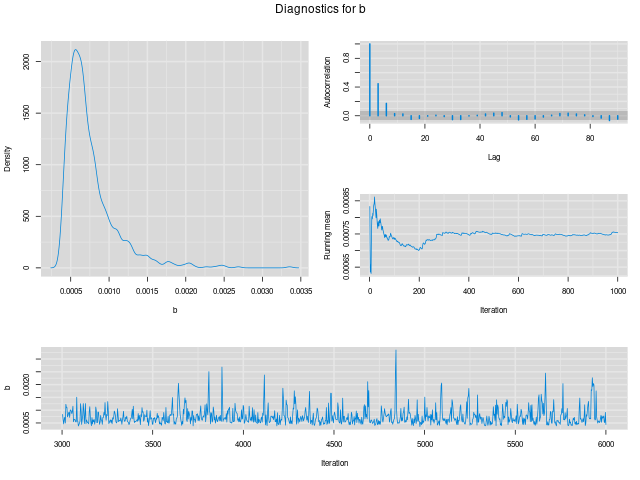 Diagnostics for b
Density
0 500 1000 1500 2000
0.0005 0.0010 0.0015 0.0020 0.0025 0.0030 0.0035
b
Autocorrelation
0.0 0.4 0.8
0 20 40 60 80
Lag
Running mean
0.00065 0.00075 0.00085
0 200 400 600 800 1000
Iteration
b
0.0005 0.0020
3000 3500 4000 4500 5000 5500 6000
Iteration